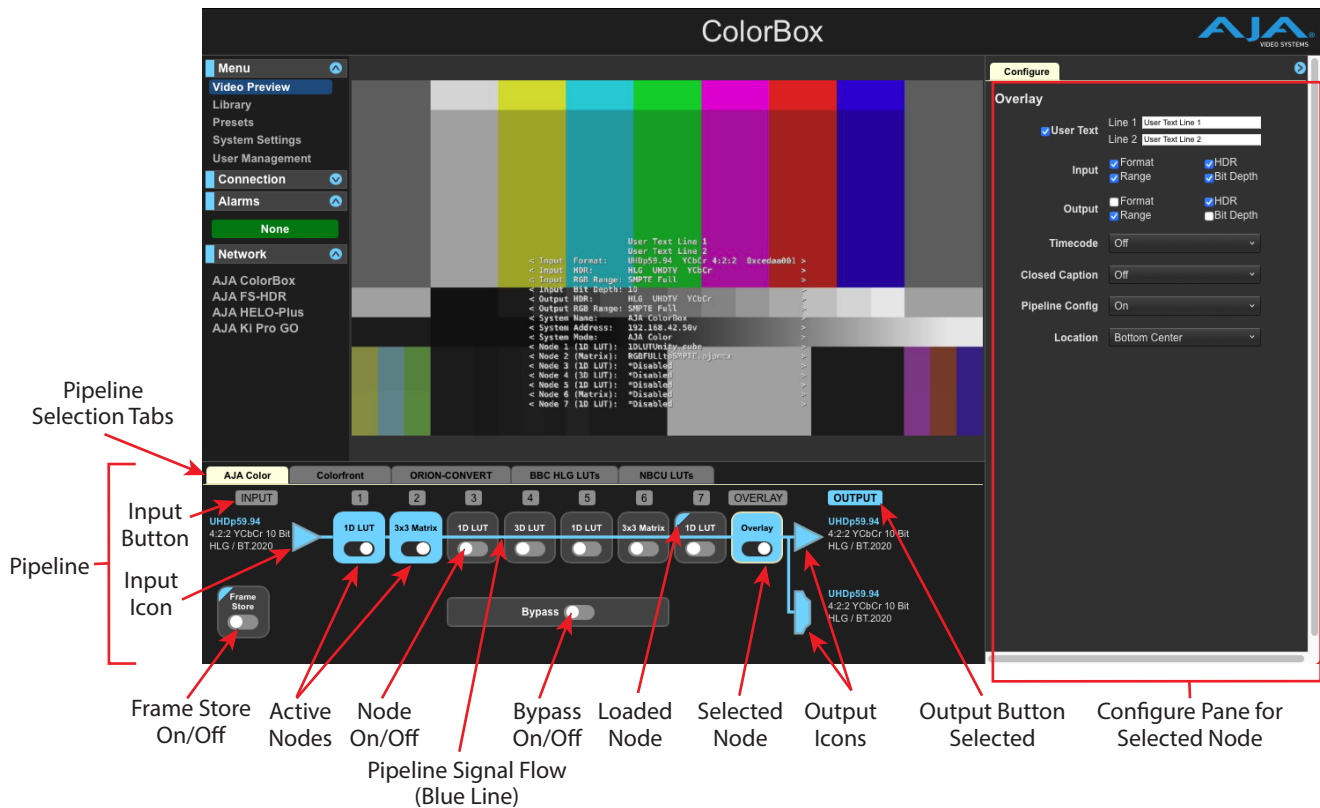 ColorBox
AJA
VIDEO SYSTEMS
Menu
Video Preview
Library
Presets
System Settings
User Management
Connection
Alarms
None
Network
AJA ColorBox
AJA FS-HDR
AJA HELO-Plus
AJA Ki Pro GO
User Text Line 1
User Text Line 2
< Input Format: UHDp59.94 YCbCr 4:2:2 0xcedaa001 >
< Input HDR: HLG UHDTV YCbCr >
< Input RGB Range: SMPTE Full >
< Input Bit Depth: 10 >
< Output HDR: HLG UHDTV YCbCr >
< Output RGB Range: SMPTE Full >
< System Name: AJA ColorBox >
< System Address: 192.168.42.50v >
< System Mode: AJA Color >
< Node 1 (1D LUT): 1DLUTUnity.cube >
< Node 2 (Matrix): RGBFULLtoSMPTE.ajamtx >
< Node 3 (1D LUT): *Disabled >
< Node 4 (3D LUT): *Disabled >
< Node 5 (1D LUT): *Disabled >
< Node 6 (Matrix): *Disabled >
< Node 7 (1D LUT): *Disabled >
Configure
Overlay
User Text
Line 1 User Text Line 1
Line 2 User Text Line 2
Input
Format HDR
Range Bit Depth
Output
Format HDR
Range Bit Depth
Timecode Off
Closed Caption Off
Pipeline Config On
Location Bottom Center
Pipeline
Selection Tabs
AJA Color Colorfront ORION-CONVERT BBC HLG LUTs NBCU LUTs
INPUT 1 2 3 4 5 6 7 OVERLAY OUTPUT
UHDp59.94
4:2:2 YCbCr 10 Bit
HLG / BT.2020
1D LUT 3x3 Matrix 1D LUT 3D LUT 1D LUT 3x3 Matrix 1D LUT Overlay
UHDp59.94
4:2:2 YCbCr 10 Bit
HLG / BT.2020
Frame
Store
Bypass
UHDp59.94
4:2:2 YCbCr 10 Bit
HLG / BT.2020
Input
Button
Pipeline
Input
Icon
Frame Store
On/Off
Active
Nodes
Node
On/Off
Pipeline Signal Flow
(Blue Line)
Bypass
On/Off
Loaded
Node
Selected
Node
Output
Icons
Output Button
Selected
Configure Pane for
Selected Node